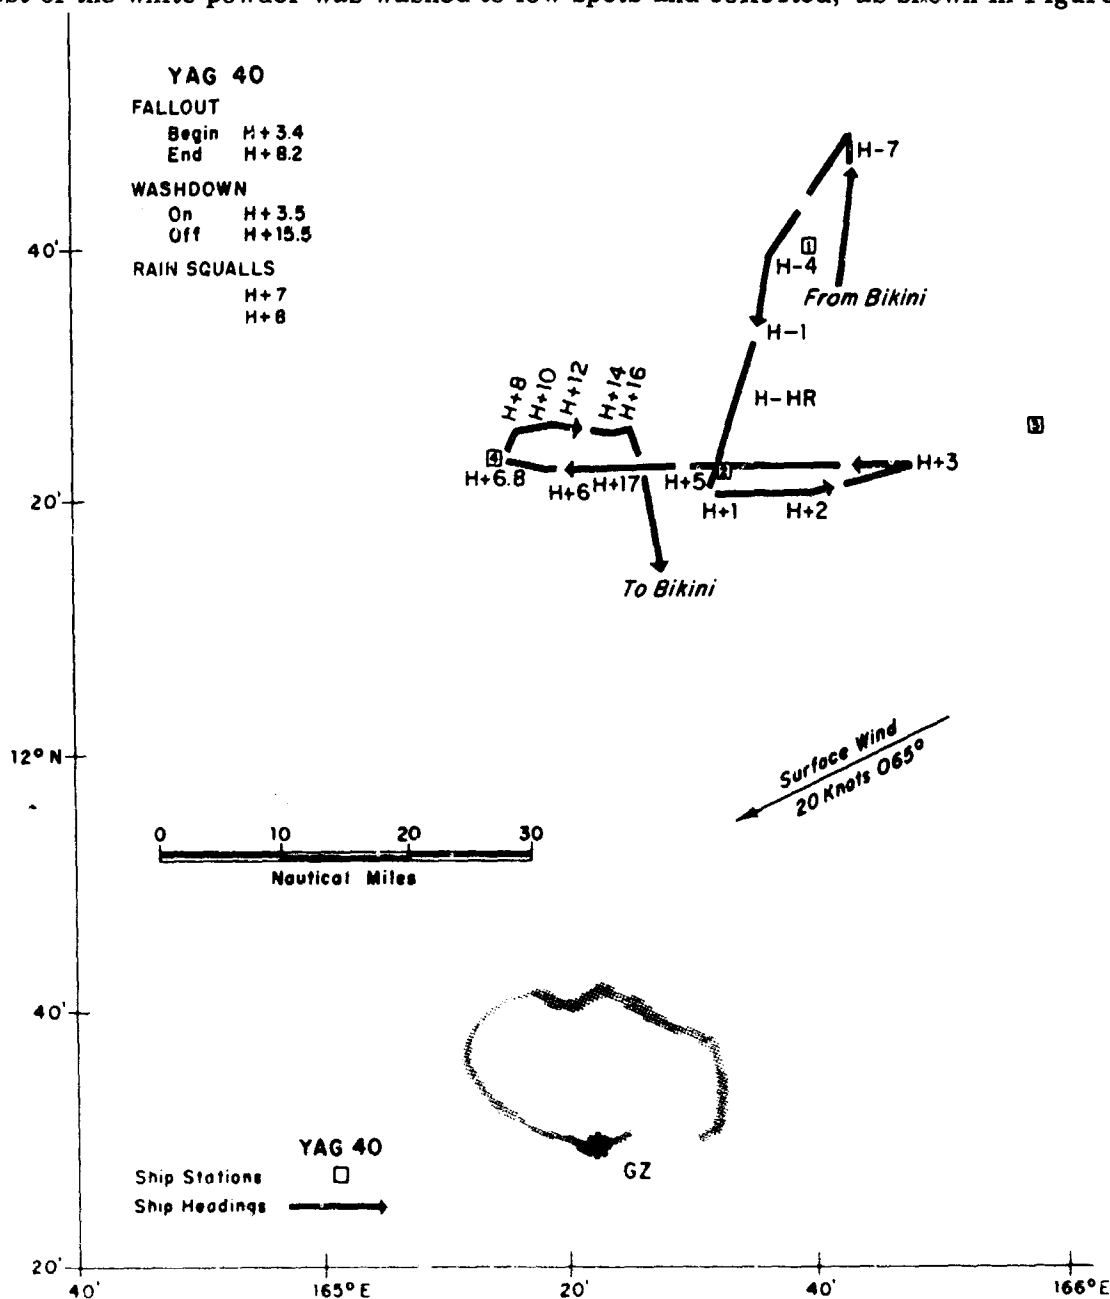 st of the white powder was washed to low spots and collected, as shown in Figure
YAG 40
FALLOUT
Begin H+3.4
End H+8.2
WASHDOWN
On H+3.5
Off H+15.5
RAIN SQUALLS
H+7
H+8
H-7
40'
1
H-4
From Bikini
H-1
H-HR
H+8
H+10
H+12
H+14
H+16
3
4
2
H+3
H+6.8
H+6
H+17
H+5
20'
H+1
H+2
To Bikini
Surface Wind
20 Knots 065°
12° N
0 10 20 30
Nautical Miles
40'
GZ
YAG 40
Ship Stations
Ship Headings
20'
40' 165° E 20' 40' 166° E